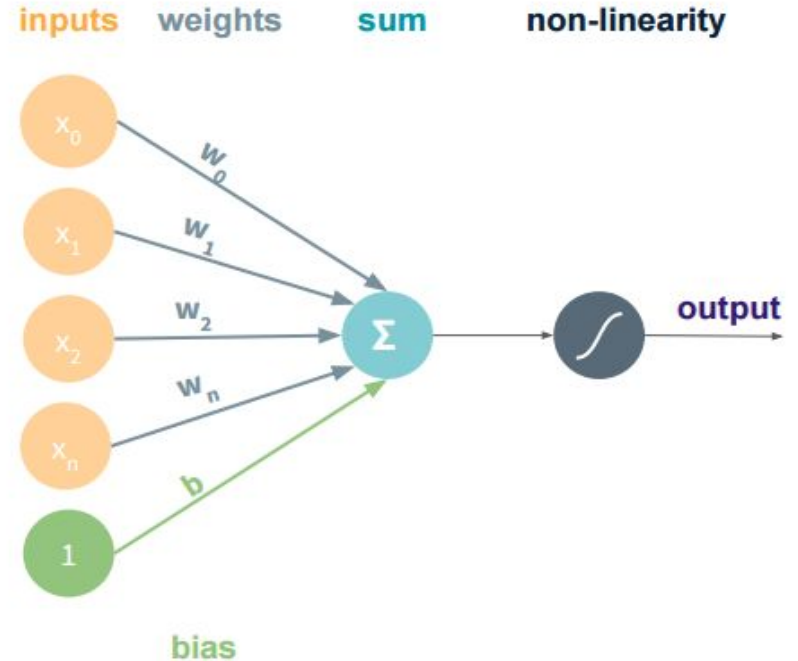 inputs weights sum non-linearity
x₀
w₀
x₁
w₁
x₂
w₂
Σ
output
xₙ
wₙ
1
b
bias